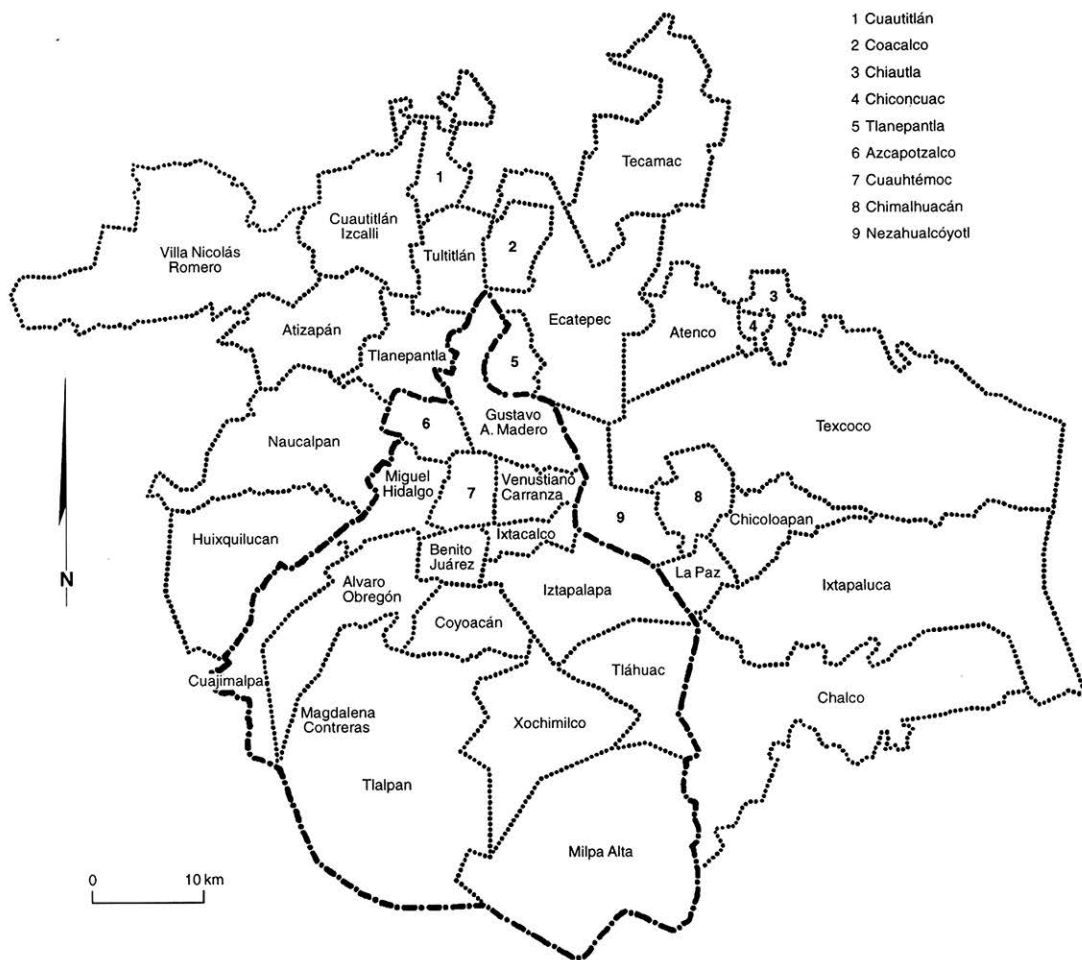 1 Cuautitlán
2 Coacalco
3 Chiautla
4 Chiconcuac
5 Tlanepantla
6 Azcapotzalco
7 Cuauhtémoc
8 Chimalhuacán
9 Nezahualcóyotl
Tecamac
1
Cuautitlán
Izcalli
Villa Nicolás
Romero
Tultitlán
2
3
4
Ecatepec
Atenco
Atizapán
Tlanepantla
5
6
Gustavo
A. Madero
Naucalpan
Texcoco
Miguel
Hidalgo
7
Venustiano
Carranza
8
9
Chicoloapan
Huixquilucan
Ixtacalco
Benito
Juárez
La Paz
Alvaro
Obregón
Iztapalapa
Ixtapaluca
Coyoacán
N
Cuajimalpa
Tláhuac
Chalco
Magdalena
Contreras
Xochimilco
Tlalpan
Milpa Alta
0 10 km